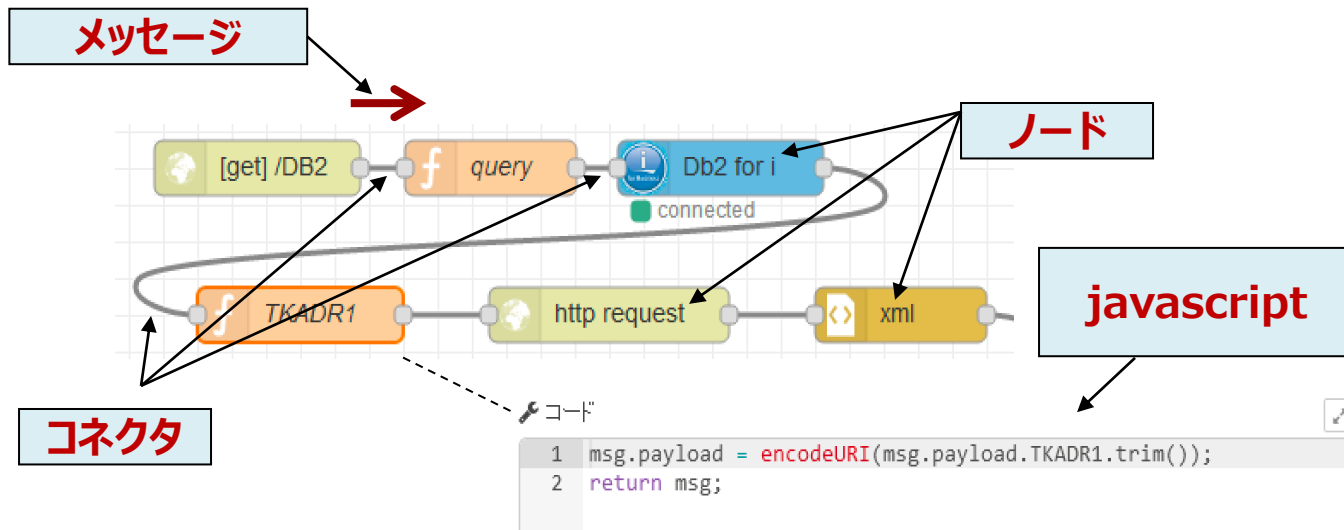 メッセージ
ノード
[get] /DB2
query
Db2 for i
connected
TKADR1
http request
xml
javascript
コネクタ
コード
1 msg.payload = encodeURI(msg.payload.TKADR1.trim());
2 return msg;